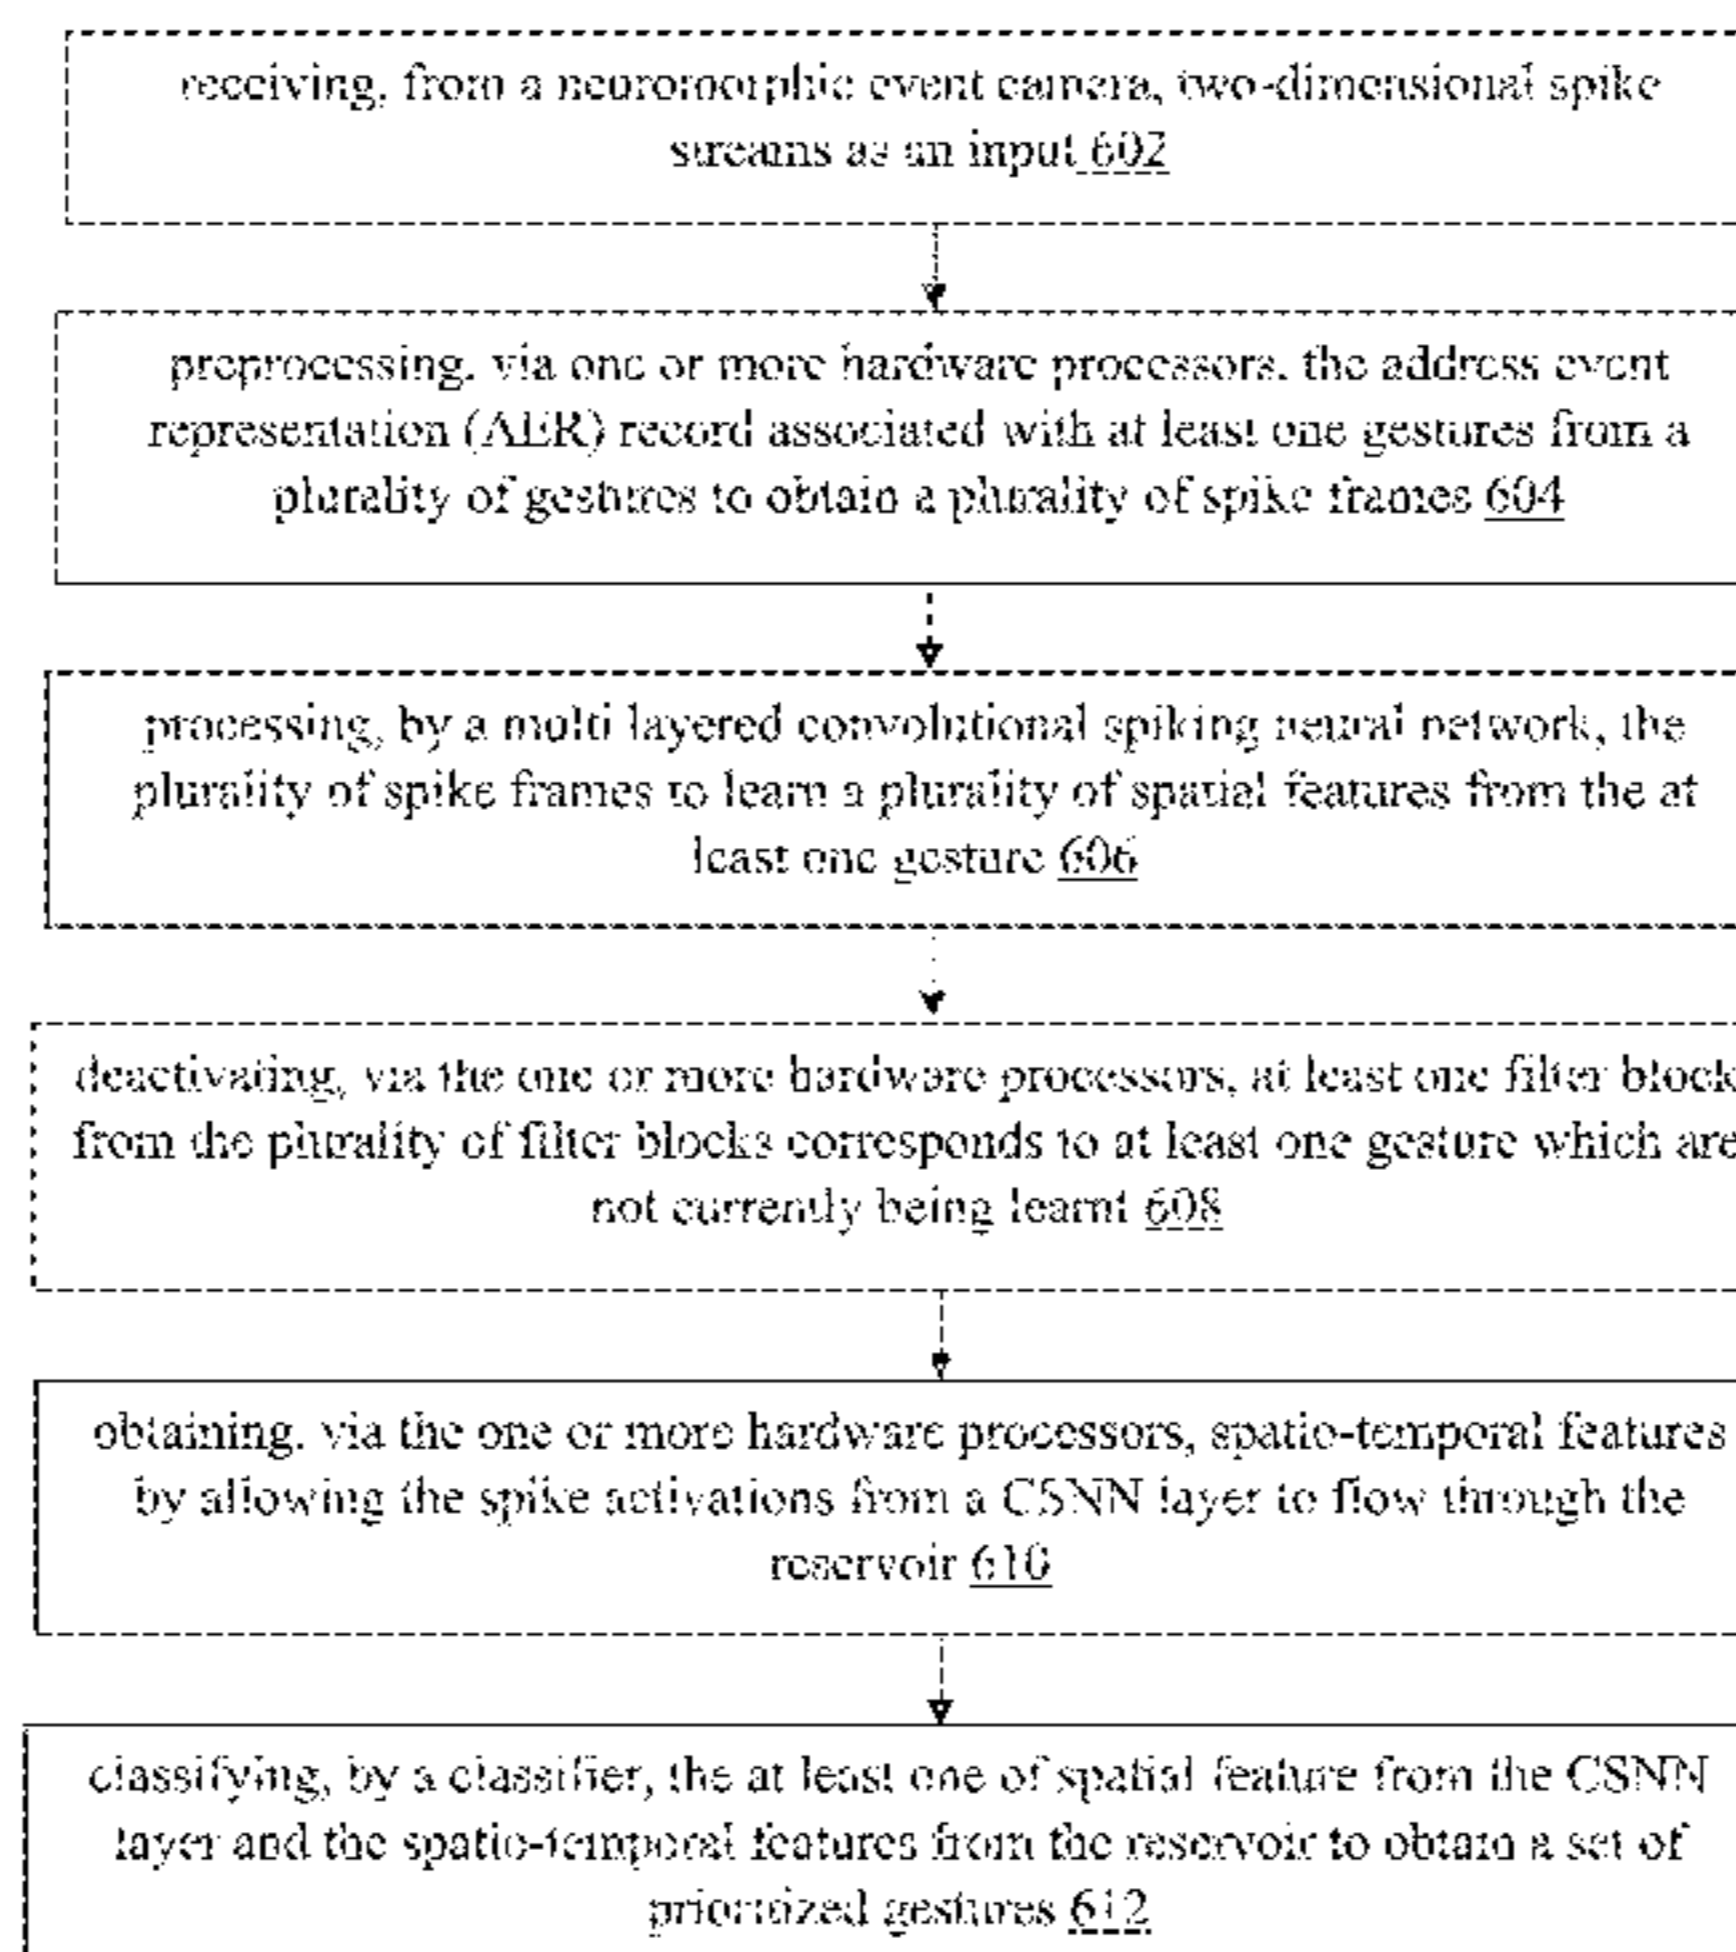 receiving, from a neuromorphic event camera, two-dimensional spike
streams as an input 602
preprocessing, via one or more hardware processors, the address event
representation (AER) record associated with at least one gestures from a
plurality of gestures to obtain a plurality of spike frames 604
processing, by a multi layered convolutional spiking neural network, the
plurality of spike frames to learn a plurality of spatial features from the at
least one gesture 606
deactivating, via the one or more hardware processors, at least one filter block
from the plurality of filter blocks corresponds to at least one gesture which are
not currently being learnt 608
obtaining, via the one or more hardware processors, spatio-temporal features
by allowing the spike activations from a CSNN layer to flow through the
reservoir 610
classifying, by a classifier, the at least one of spatial feature from the CSNN
layer and the spatio-temporal features from the reservoir to obtain a set of
prioritized gestures 612